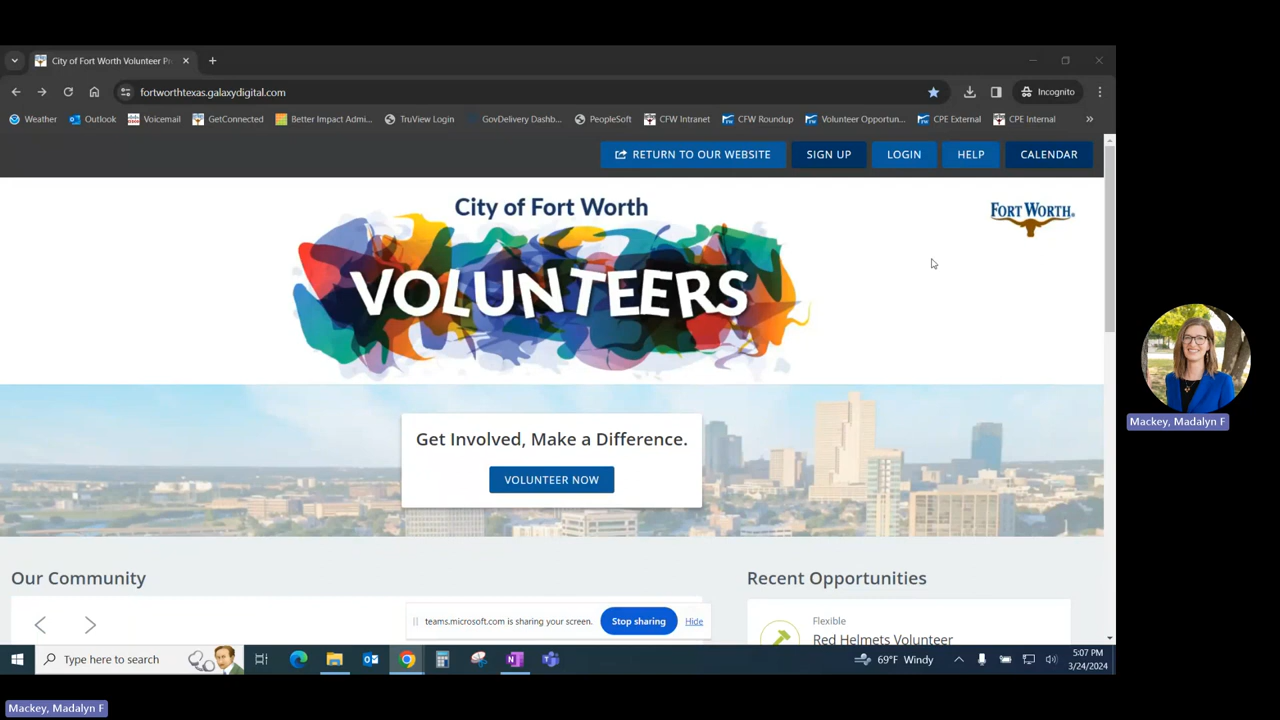 City of Fort Worth Volunteer Pr
fortworthtexas.galaxydigital.com
Incognito
Weather
Outlook
Voicemail
GetConnected
Better Impact Admi...
TruView Login
GovDelivery Dashb...
PeopleSoft
CFW Intranet
CFW Roundup
Volunteer Opportun...
CPE External
CPE Internal
»
RETURN TO OUR WEBSITE
SIGN UP
LOGIN
HELP
CALENDAR
City of Fort Worth
VOLUNTEERS
FORT WORTH®
Get Involved, Make a Difference.
VOLUNTEER NOW
Our Community
Recent Opportunities
Flexible
Red Helmets Volunteer
teams.microsoft.com is sharing your screen.
Stop sharing
Hide
Type here to search
69°F Windy
5:07 PM
3/24/2024
Mackey, Madalyn F
Mackey, Madalyn F